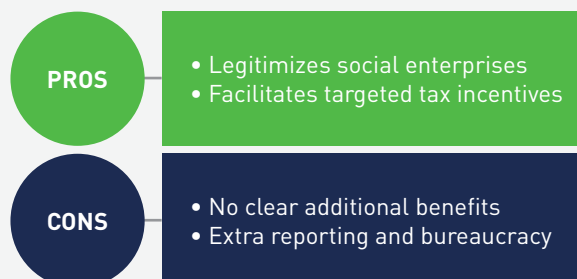 PROS
• Legitimizes social enterprises
• Facilitates targeted tax incentives
CONS
• No clear additional benefits
• Extra reporting and bureaucracy